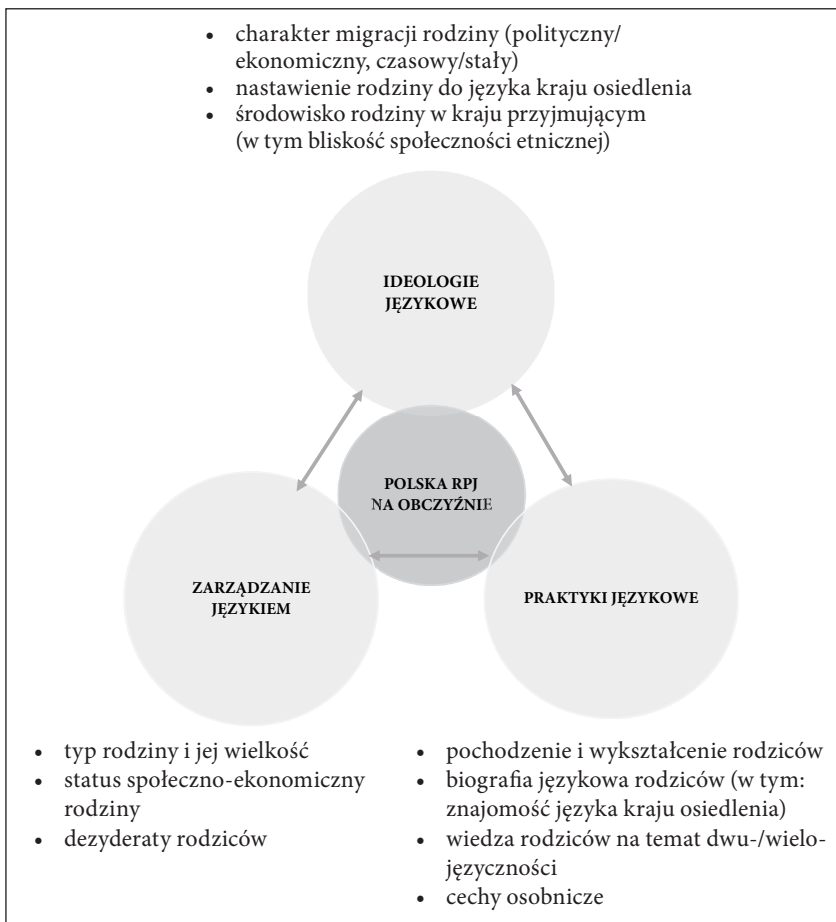 • charakter migracji rodziny (polityczny/
ekonomiczny, czasowy/stały)
• nastawienie rodziny do języka kraju osiedlenia
• środowisko rodziny w kraju przyjmującym
(w tym bliskość społeczności etnicznej)
IDEOLOGIE
JĘZYKOWE
POLSKA RPJ
NA OBCZYŹNIE
ZARZĄDZANIE
JĘZYKIEM
PRAKTYKI JĘZYKOWE
• typ rodziny i jej wielkość
• status społeczno-ekonomiczny
rodziny
• dezyderaty rodziców
• pochodzenie i wykształcenie rodziców
• biografia językowa rodziców (w tym:
znajomość języka kraju osiedlenia)
• wiedza rodziców na temat dwu-/wielo-
języczności
• cechy osobnicze